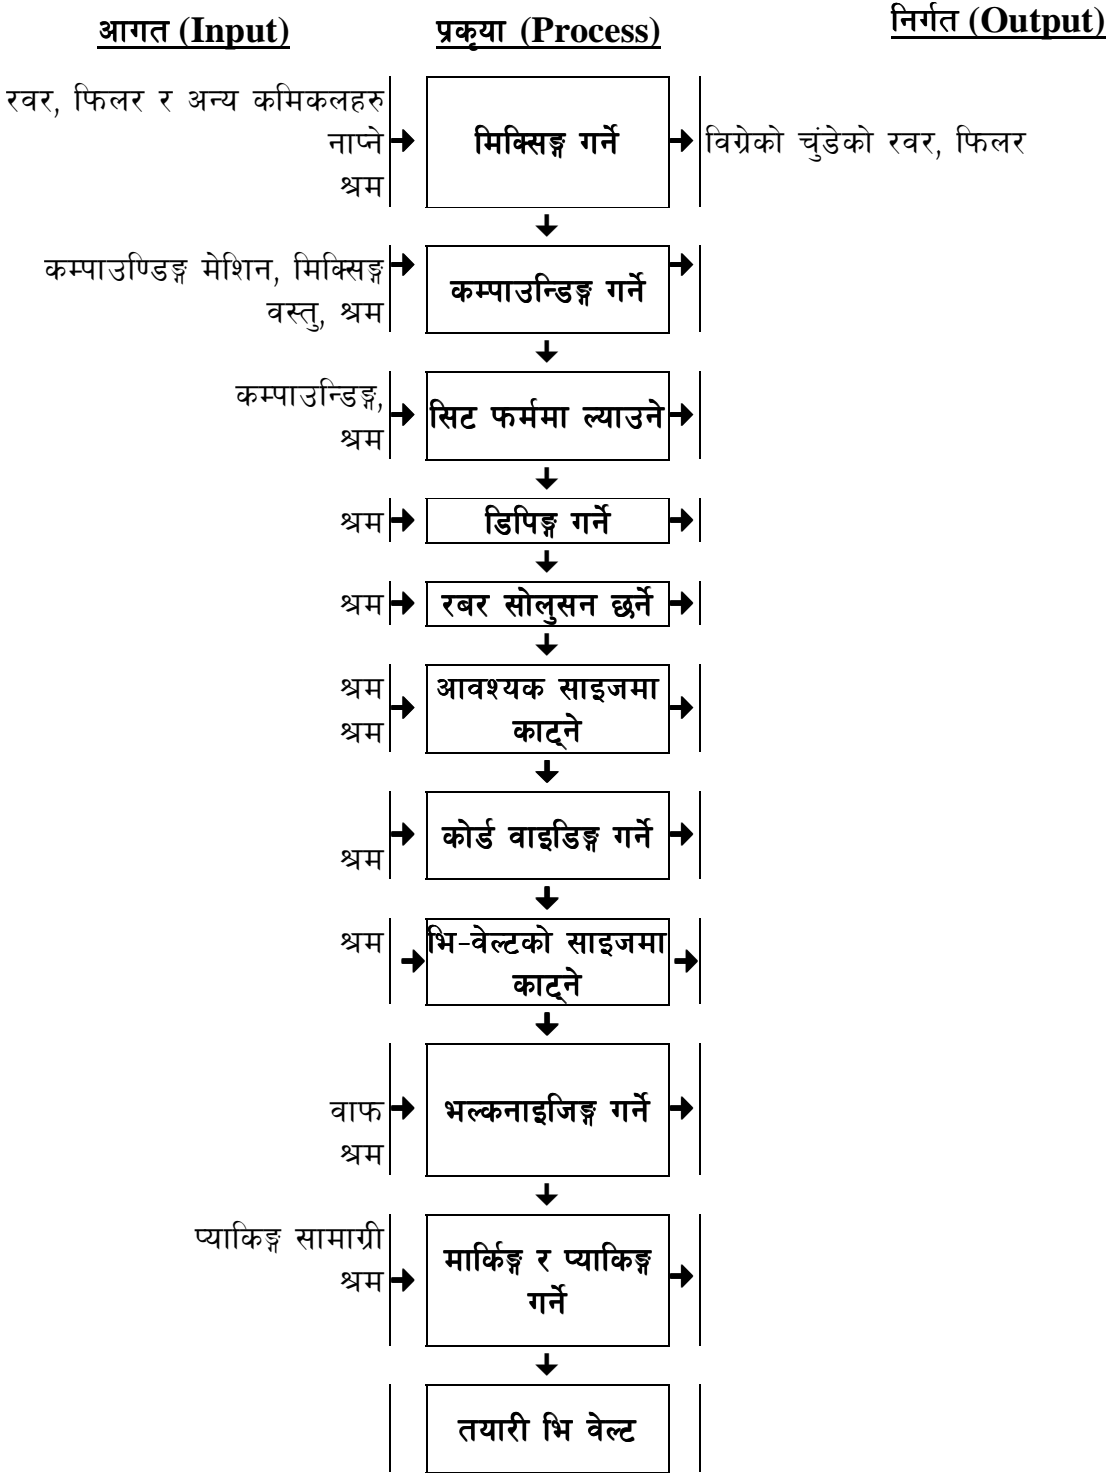 आगत (Input)
प्रकृया (Process)
निर्गत (Output)
रवर, फिलर र अन्य कमिकलहरु
नाप्ने
श्रम
मिक्सिङ्ग गर्ने
विग्रेको चुंडेको रवर, फिलर
कम्पाउण्डिङ्ग मेशिन, मिक्सिङ्ग
वस्तु, श्रम
कम्पाउन्डिङ्ग गर्ने
कम्पाउन्डिङ्ग,
श्रम
सिट फर्ममा ल्याउने
श्रम
डिपिङ्ग गर्ने
श्रम
रबर सोलुसन छर्ने
श्रम
श्रम
आवश्यक साइजमा
काट्ने
श्रम
कोर्ड वाइडिङ्ग गर्ने
श्रम
भि-वेल्टको साइजमा
काट्ने
वाफ
श्रम
भल्कनाइजिङ्ग गर्ने
प्याकिङ्ग सामाग्री
श्रम
मार्किङ्ग र प्याकिङ्ग
गर्ने
तयारी भि वेल्ट